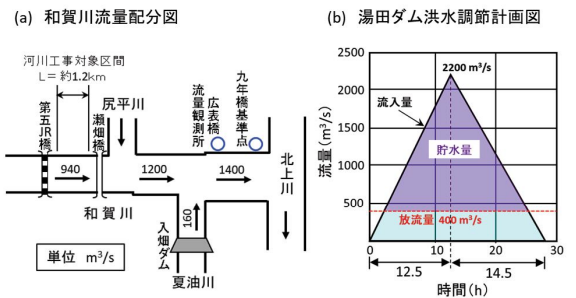 (a) 和賀川流量配分図
河川工事対象区間
L= 約1.2km
第五JR橋
瀬畑橋
尻平川
流量観測所
広表橋
九年橋基準点
940
1200
1400
北上川
和賀川
160
入畑ダム
夏油川
単位 m³/s
(b) 湯田ダム洪水調節計画図
流量(m³/s)
2500
2000
1500
1000
500
0
2200 m³/s
流入量
貯水量
放流量 400 m³/s
0
10
20
30
12.5
14.5
時間(h)